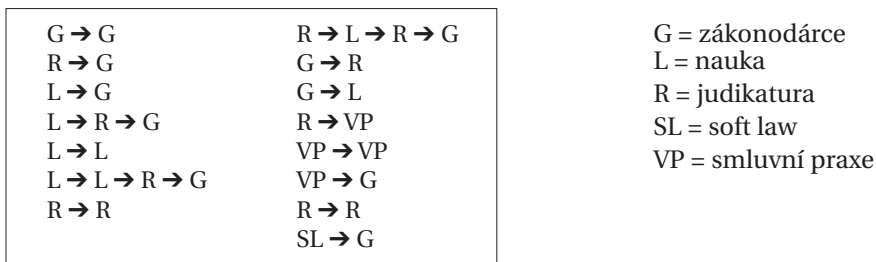 G ➔ G
R ➔ G
L ➔ G
L ➔ R ➔ G
L ➔ L
L ➔ L ➔ R ➔ G
R ➔ R
R ➔ L ➔ R ➔ G
G ➔ R
G ➔ L
R ➔ VP
VP ➔ VP
VP ➔ G
R ➔ R
SL ➔ G
G = zákonodárce
L = nauka
R = judikatura
SL = soft law
VP = smluvní praxe